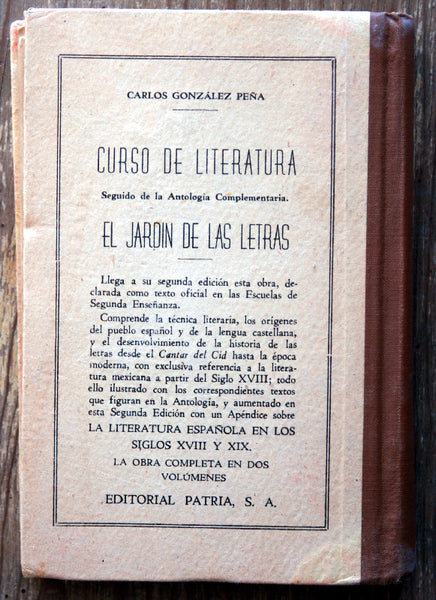 CARLOS GONZÁLEZ PEÑA
CURSO DE LITERATURA
Seguido de la Antología Complementaria.
EL JARDIN DE LAS LETRAS
Llega a su segunda edición esta obra, de-
clarada como texto oficial en las Escuelas de
Segunda Enseñanza.
Comprende la técnica literaria, los orígenes
del pueblo español y de la lengua castellana,
y el desenvolvimiento de la historia de las
letras desde el Cantar del Cid hasta la época
moderna, con exclusiva referencia a la litera-
tura mexicana a partir del Siglo XVIII; todo
ello ilustrado con los correspondientes textos
que figuran en la Antología, y aumentado en
esta Segunda Edición con un Apéndice sobre
LA LITERATURA ESPAÑOLA EN LOS
SIGLOS XVIII Y XIX.
LA OBRA COMPLETA EN DOS
VOLÚMENES
EDITORIAL PATRIA, S. A.